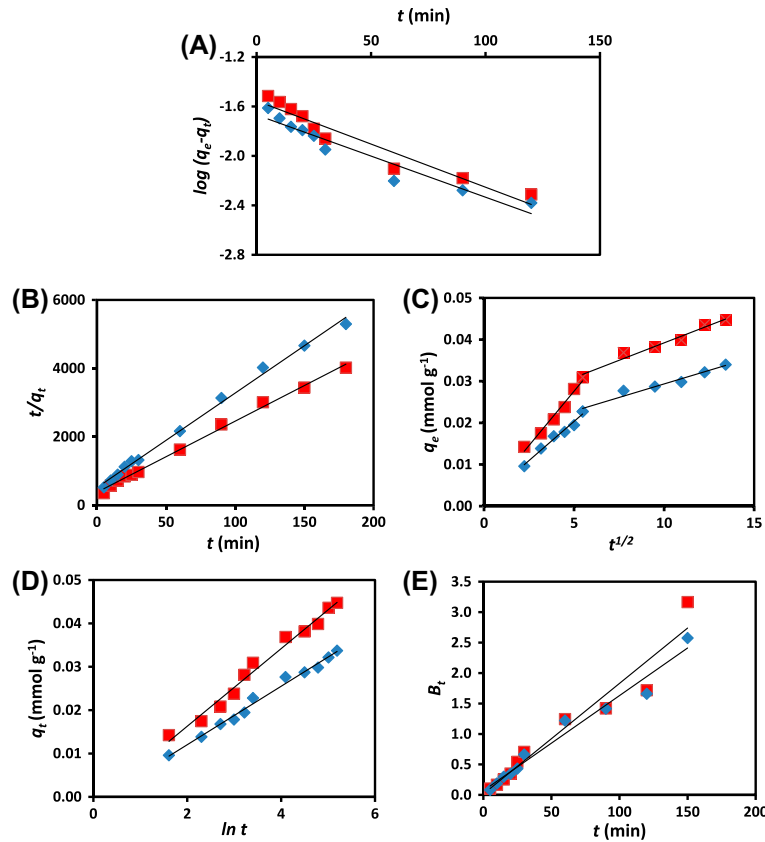 t (min)
(A)
0 50 100 150
-1.2
-1.6
-2.0
-2.4
-2.8
log (qe-qt)
(B)
6000
4000
2000
0
t/qt
0 50 100 150 200
t (min)
(C)
0.05
0.04
0.03
0.02
0.01
0.00
qe (mmol g-1)
0 5 10 15
t1/2
(D)
0.05
0.04
0.03
0.02
0.01
0.00
qt (mmol g-1)
0 2 4 6
ln t
(E)
3.5
3.0
2.5
2.0
1.5
1.0
0.5
0.0
Bt
0 50 100 150 200
t (min)